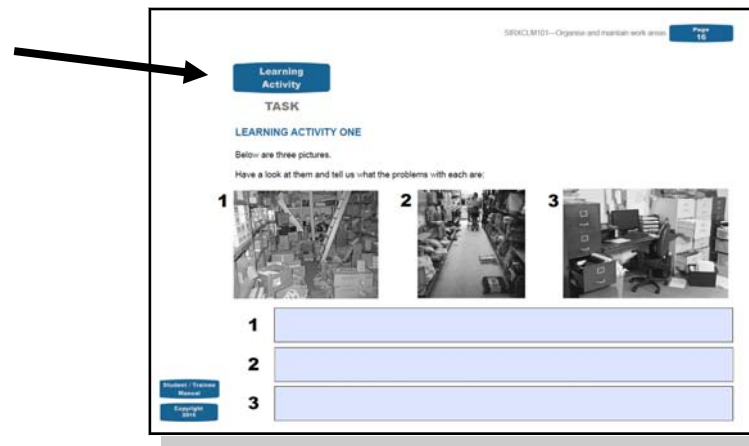 SIRXCLM101—Organise and maintain work areas
Page
16
Learning
Activity
TASK
LEARNING ACTIVITY ONE
Below are three pictures.
Have a look at them and tell us what the problems with each are:
1
2
3
1
2
3
Student / Trainee
Manual
Copyright